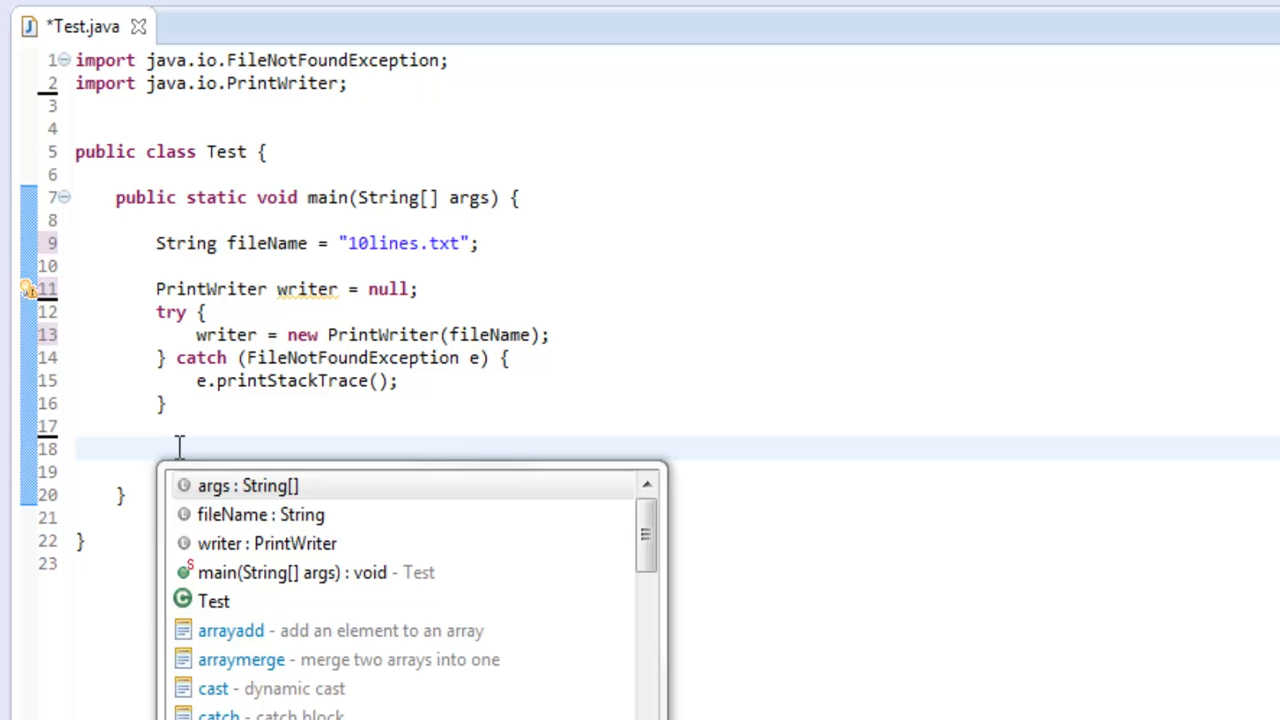 *Test.java
1 import java.io.FileNotFoundException;
2 import java.io.PrintWriter;
3
4
5 public class Test {
6
7 public static void main(String[] args) {
8
9 String fileName = "10lines.txt";
10
11 PrintWriter writer = null;
12 try {
13 writer = new PrintWriter(fileName);
14 } catch (FileNotFoundException e) {
15 e.printStackTrace();
16 }
17
18
19
20 }
21
22 }
23
args : String[]
fileName : String
writer : PrintWriter
main(String[] args) : void - Test
Test
arrayadd - add an element to an array
arraymerge - merge two arrays into one
cast - dynamic cast
catch - catch block